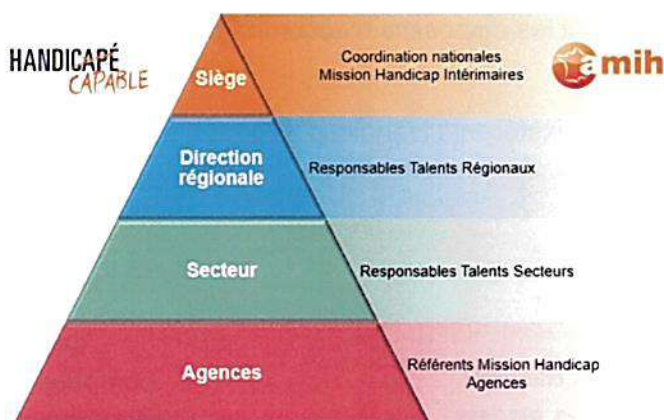 HANDICAPÉ
CAPABLE
Siège
Coordination nationales
Mission Handicap Intérimaires
amih
Direction
régionale
Responsables Talents Régionaux
Secteur
Responsables Talents Secteurs
Agences
Référents Mission Handicap
Agences